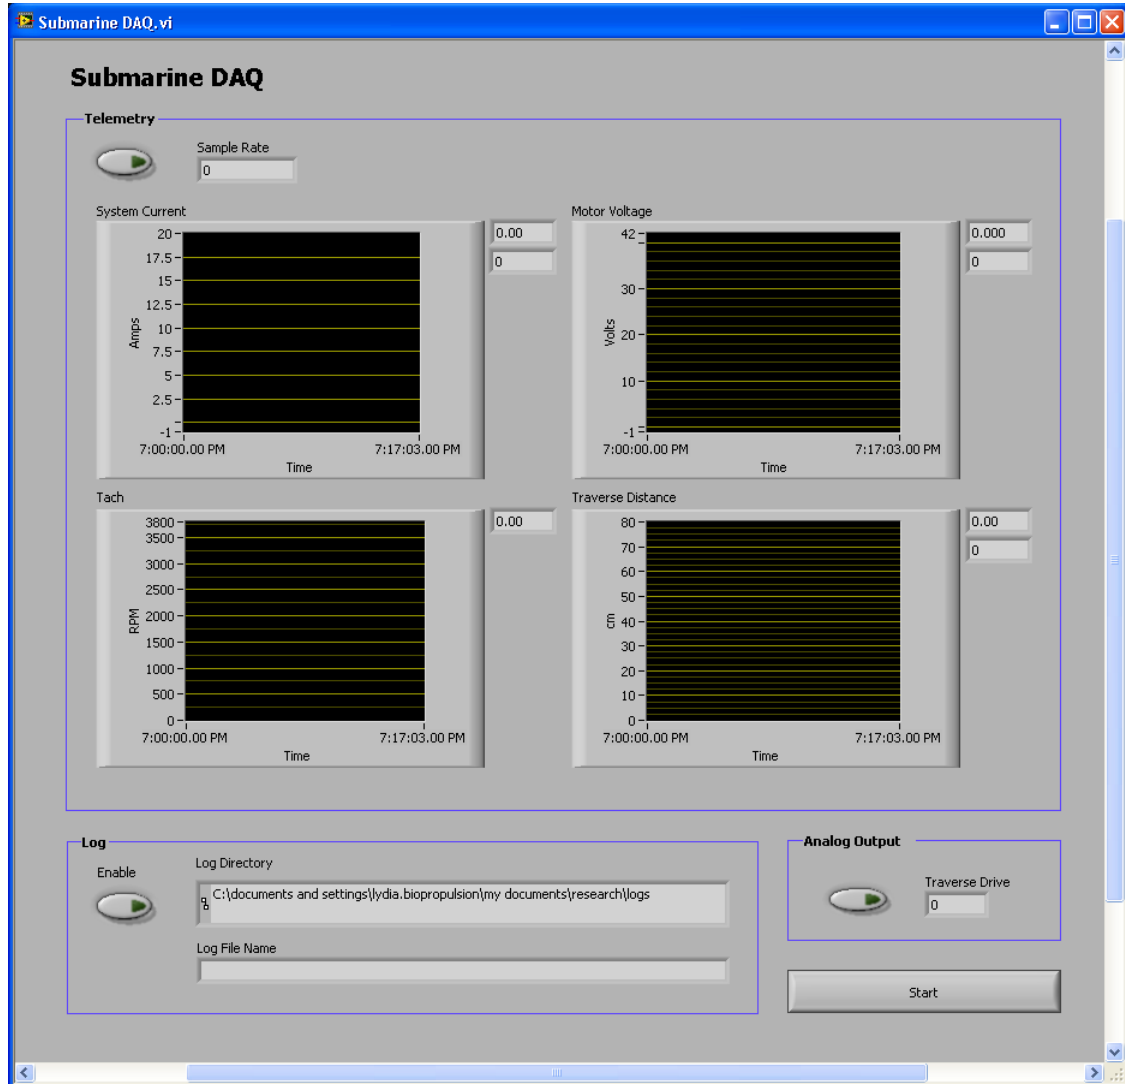 Submarine DAQ.vi
Submarine DAQ
Telemetry
Sample Rate
0
System Current
20
17.5
15
12.5
10
7.5
5
2.5
-1
Amps
7:00:00.00 PM 7:17:03.00 PM
Time
0.00
0
Motor Voltage
42
30
20
10
-1
Volts
7:00:00.00 PM 7:17:03.00 PM
Time
0.000
0
Tach
3800
3500
3000
2500
2000
1500
1000
500
0
RPM
7:00:00.00 PM 7:17:03.00 PM
Time
0.00
Traverse Distance
80
70
60
50
40
30
20
10
0
cm
7:00:00.00 PM 7:17:03.00 PM
Time
0.00
0
Log
Enable
Log Directory
C:\documents and settings\lydia.biopropulsion\my documents\research\logs
Log File Name
Analog Output
Traverse Drive
0
Start